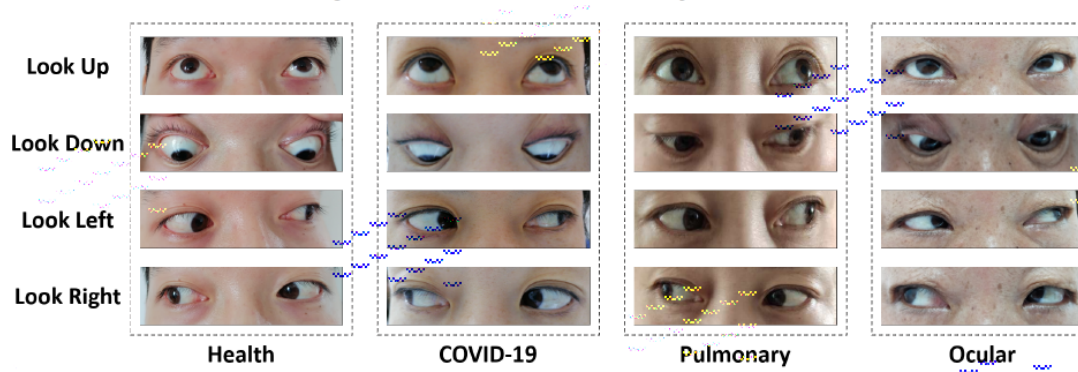 Look Up
Look Down
Look Left
Look Right
Health COVID-19 Pulmonary Ocular